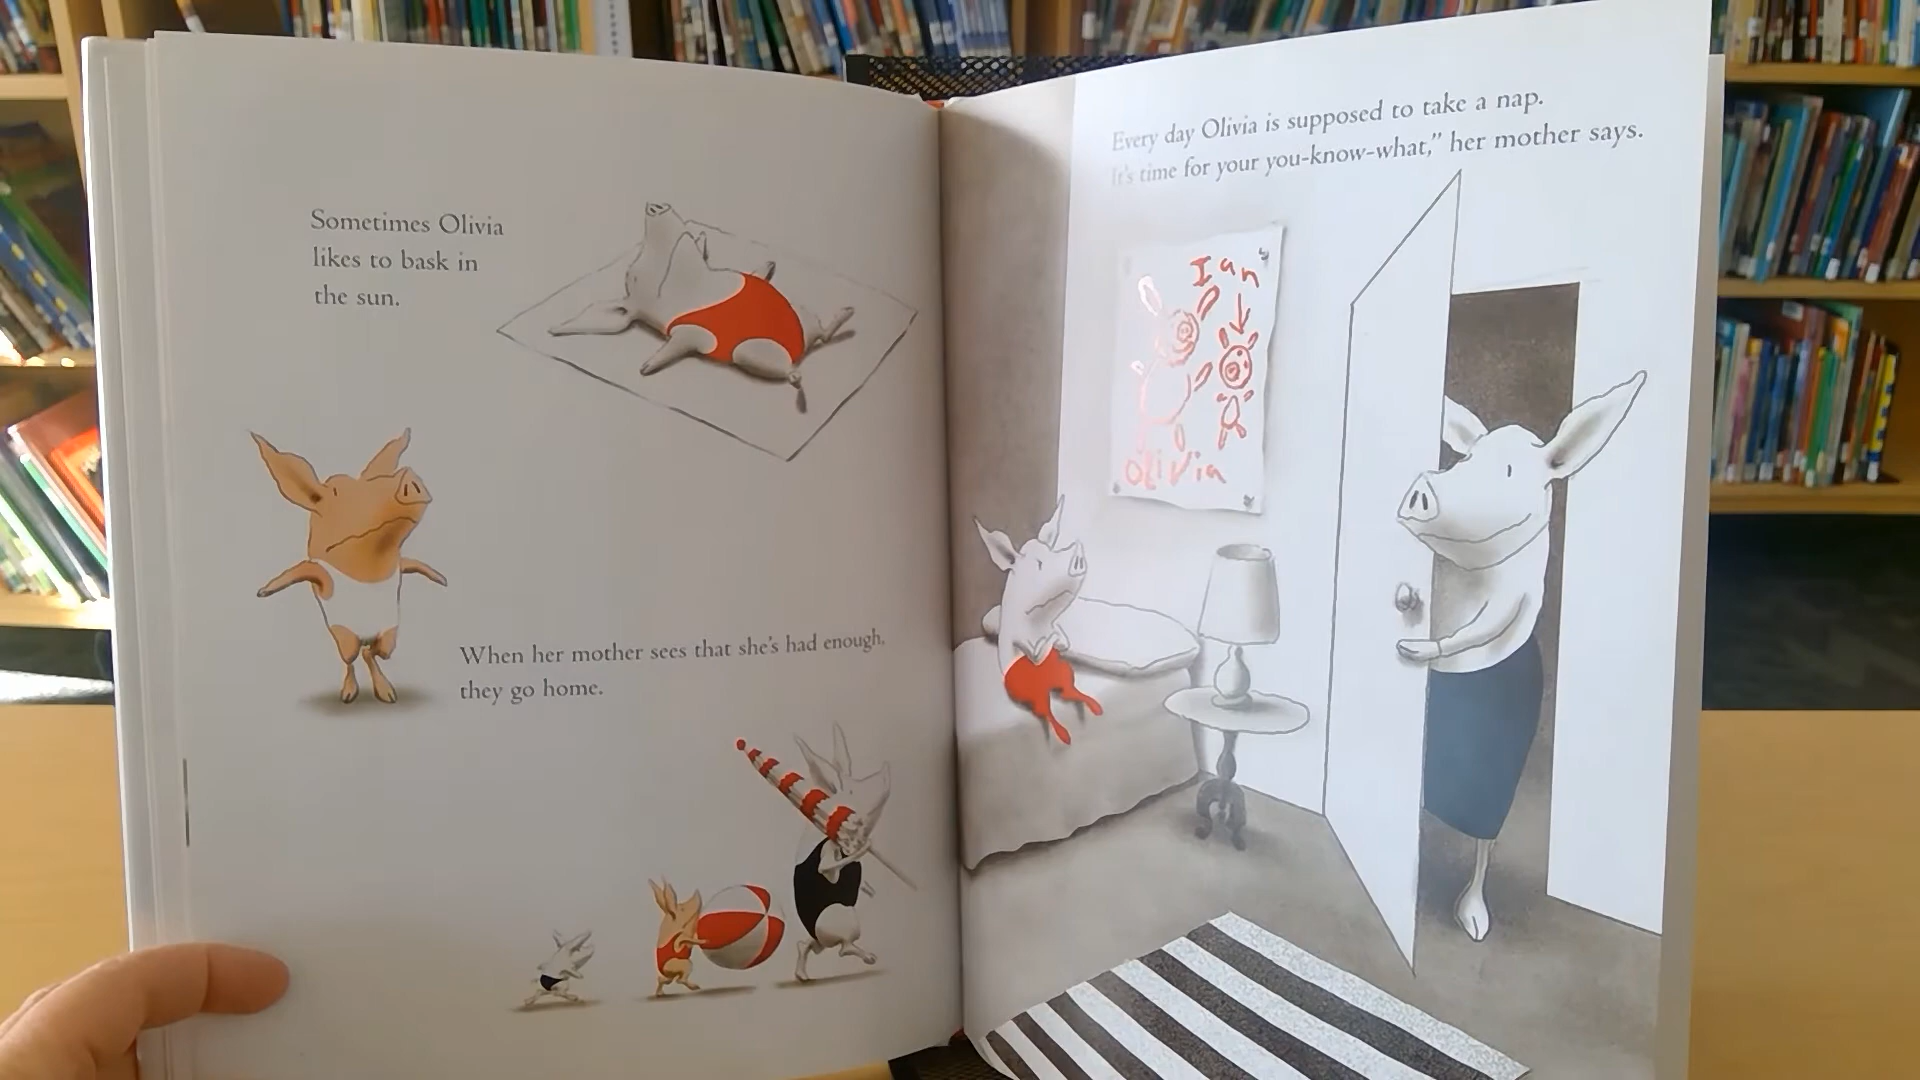 Sometimes Olivia
likes to bask in
the sun.
When her mother sees that she's had enough,
they go home.
Every day Olivia is supposed to take a nap.
It's time for your you-know-what," her mother says.
Ian
Olivia